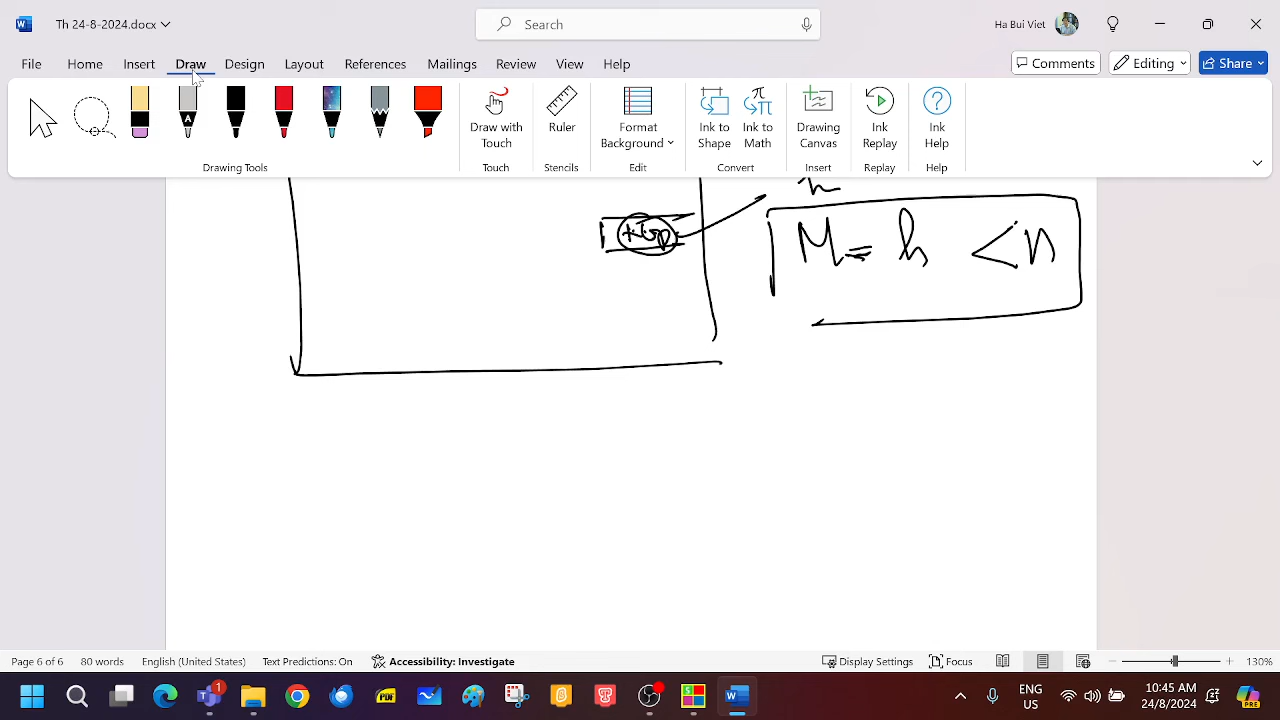 Th 24-8-2024.docx
Search
Ha Bui Viet
File Home Insert Draw Design Layout References Mailings Review View Help
Comments Editing Share
A
Draw with Touch
Ruler
Format Background
Ink to Shape
Ink to Math
Drawing Canvas
Ink Replay
Ink Help
Drawing Tools Touch Stencils Edit Convert Insert Replay Help
M = h < n
Page 6 of 6 80 words English (United States) Text Predictions: On Accessibility: Investigate Display Settings Focus 130%
1 PDF ENG 10:45 AM
US 24/8/2024 PRE